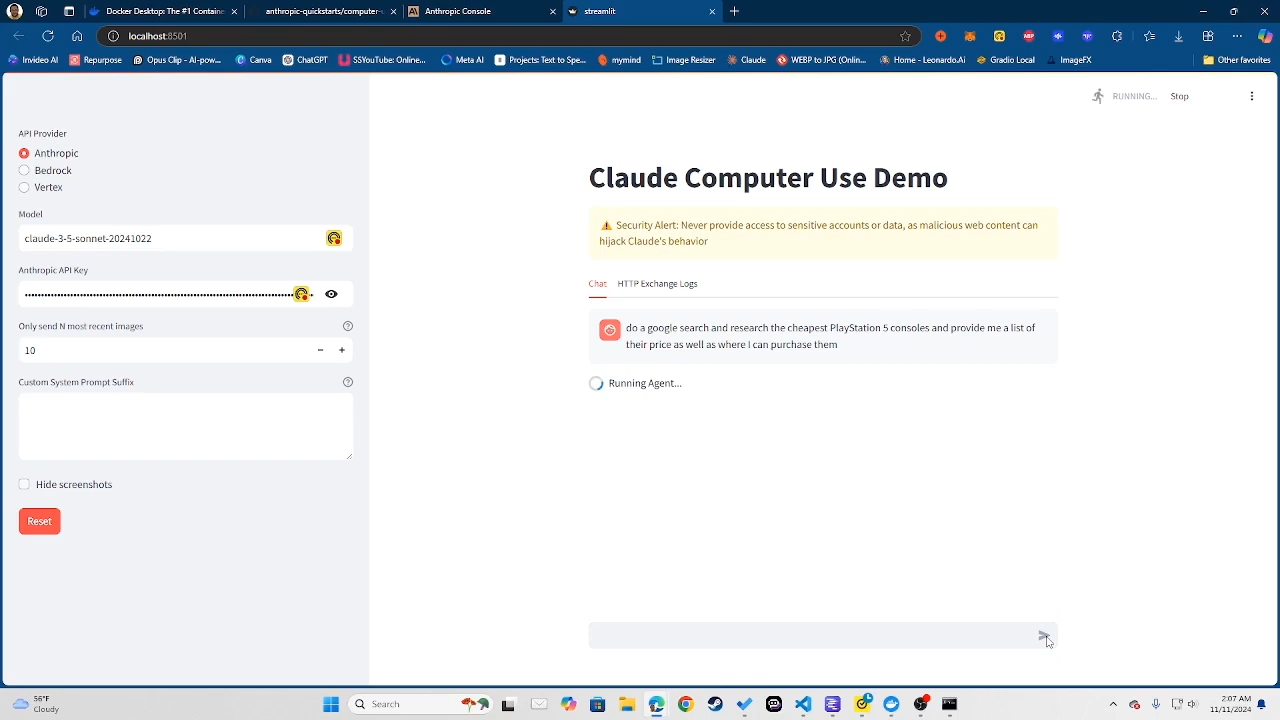 Docker Desktop: The #1 Containe
anthropic-quickstarts/computer-
Anthropic Console
streamlit
localhost:8501
Invideo AI
Repurpose
Opus Clip - AI-pow...
Canva
ChatGPT
SSSYouTube: Online...
Meta AI
Projects: Text to Spe...
mymind
Image Resizer
Claude
WEBP to JPG (Onlin...
Home - Leonardo.Ai
Gradio Local
ImageFX
Other favorites
RUNNING...
Stop
API Provider
Anthropic
Bedrock
Vertex
Model
claude-3-5-sonnet-20241022
Anthropic API Key
Only send N most recent images
10
Custom System Prompt Suffix
Hide screenshots
Reset
Claude Computer Use Demo
⚠️ Security Alert: Never provide access to sensitive accounts or data, as malicious web content can
hijack Claude's behavior
Chat
HTTP Exchange Logs
do a google search and research the cheapest PlayStation 5 consoles and provide me a list of
their price as well as where I can purchase them
Running Agent...
56°F
Cloudy
Search
2:07 AM
11/11/2024